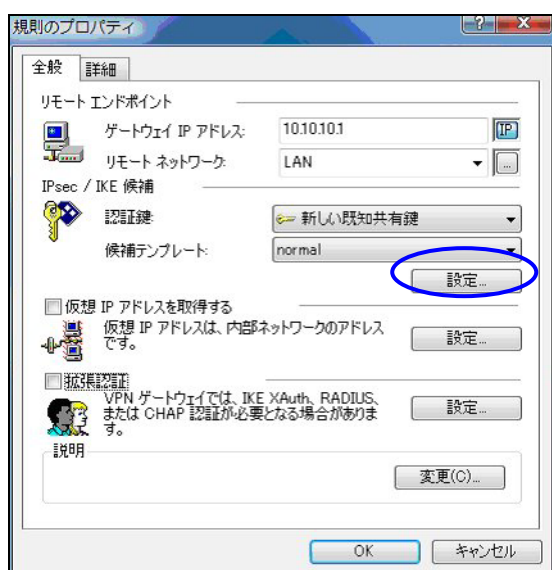 規則のプロパティ
全般
詳細
リモート エンドポイント
ゲートウェイ IP アドレス:
10.10.10.1
IP
リモート ネットワーク:
LAN
...
IPsec / IKE 候補
認証鍵:
新しい既知共有鍵
候補テンプレート:
normal
設定...
仮想 IP アドレスを取得する
仮想 IP アドレスは、内部ネットワークのアドレス
です。
設定...
拡張認証
VPN ゲートウェイでは、IKE XAuth、RADIUS、
または CHAP 認証が必要となる場合がありま
す。
設定...
説明
変更(C)...
OK
キャンセル